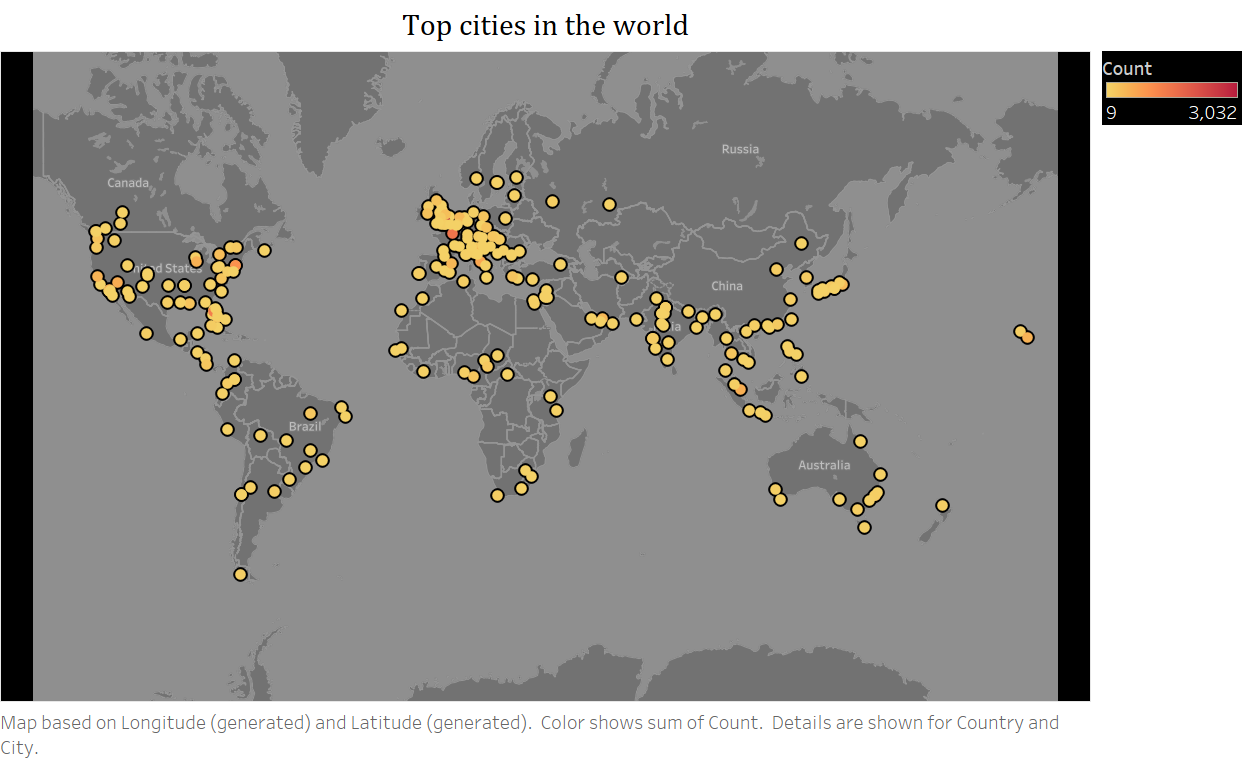 Top cities in the world
Count
9 3,032
Russia
Canada
United States
China
Brazil
Australia
Map based on Longitude (generated) and Latitude (generated). Color shows sum of Count. Details are shown for Country and
City.